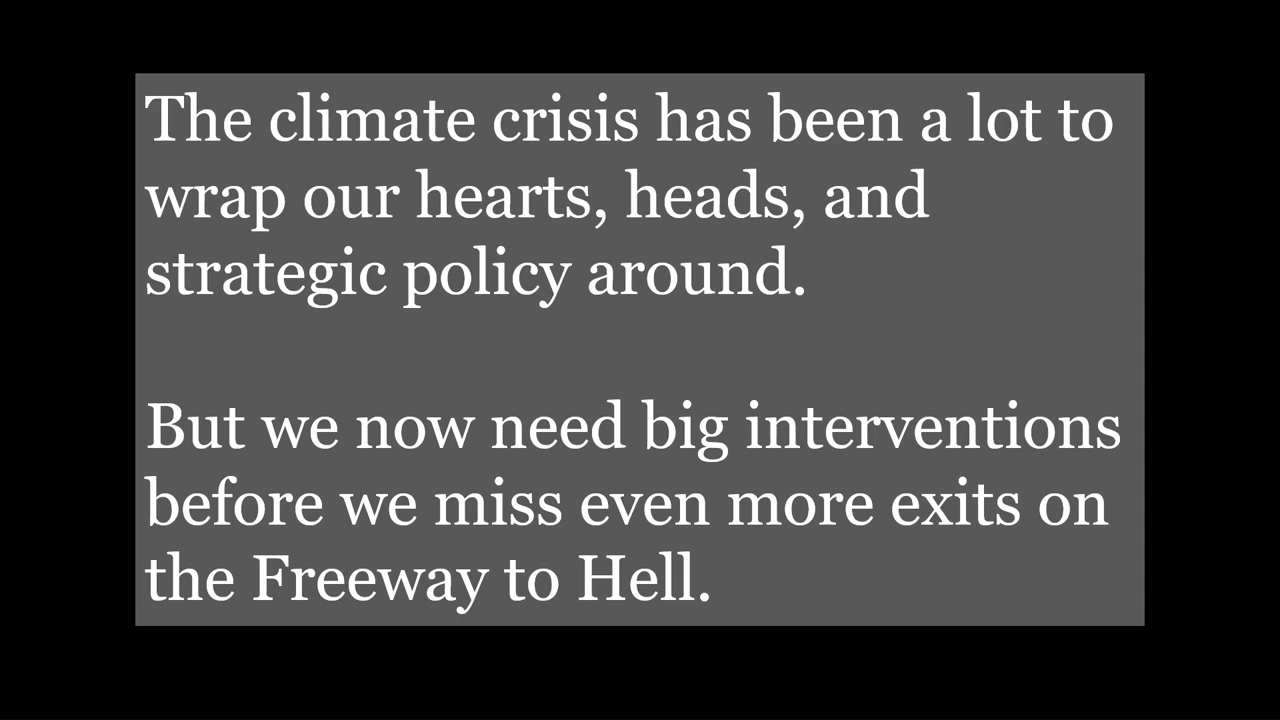 The climate crisis has been a lot to
wrap our hearts, heads, and
strategic policy around.
But we now need big interventions
before we miss even more exits on
the Freeway to Hell.